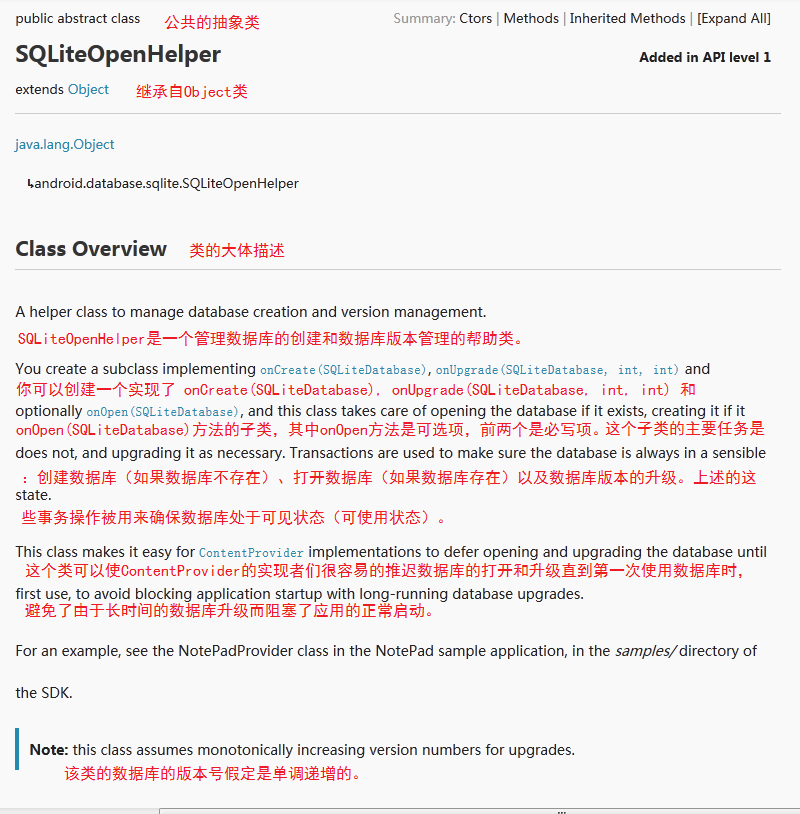 public abstract class 公共的抽象类 Summary: Ctors | Methods | Inherited Methods | [Expand All]
SQLiteOpenHelper Added in API level 1
extends Object 继承自Object类
java.lang.Object
↳android.database.sqlite.SQLiteOpenHelper
Class Overview 类的大体描述
A helper class to manage database creation and version management.
SQLiteOpenHelper是一个管理数据库的创建和数据库版本管理的帮助类。
You create a subclass implementing onCreate(SQLiteDatabase), onUpgrade(SQLiteDatabase, int, int) and
你可以创建一个实现了 onCreate(SQLiteDatabase), onUpgrade(SQLiteDatabase, int, int) 和
optionally onOpen(SQLiteDatabase), and this class takes care of opening the database if it exists, creating it if it
onOpen(SQLiteDatabase)方法的子类，其中onOpen方法是可选项，前两个是必写项。这个子类的主要任务是
does not, and upgrading it as necessary. Transactions are used to make sure the database is always in a sensible
：创建数据库（如果数据库不存在）、打开数据库（如果数据库存在）以及数据库版本的升级。上述的这
state.
些事务操作被用来确保数据库处于可见状态（可使用状态）。
This class makes it easy for ContentProvider implementations to defer opening and upgrading the database until
这个类可以使ContentProvider的实现者们很容易的推迟数据库的打开和升级直到第一次使用数据库时，
first use, to avoid blocking application startup with long-running database upgrades.
避免了由于长时间的数据库升级而阻塞了应用的正常启动。
For an example, see the NotePadProvider class in the NotePad sample application, in the samples/ directory of
the SDK.
Note: this class assumes monotonically increasing version numbers for upgrades.
该类的数据库的版本号假定是单调递增的。